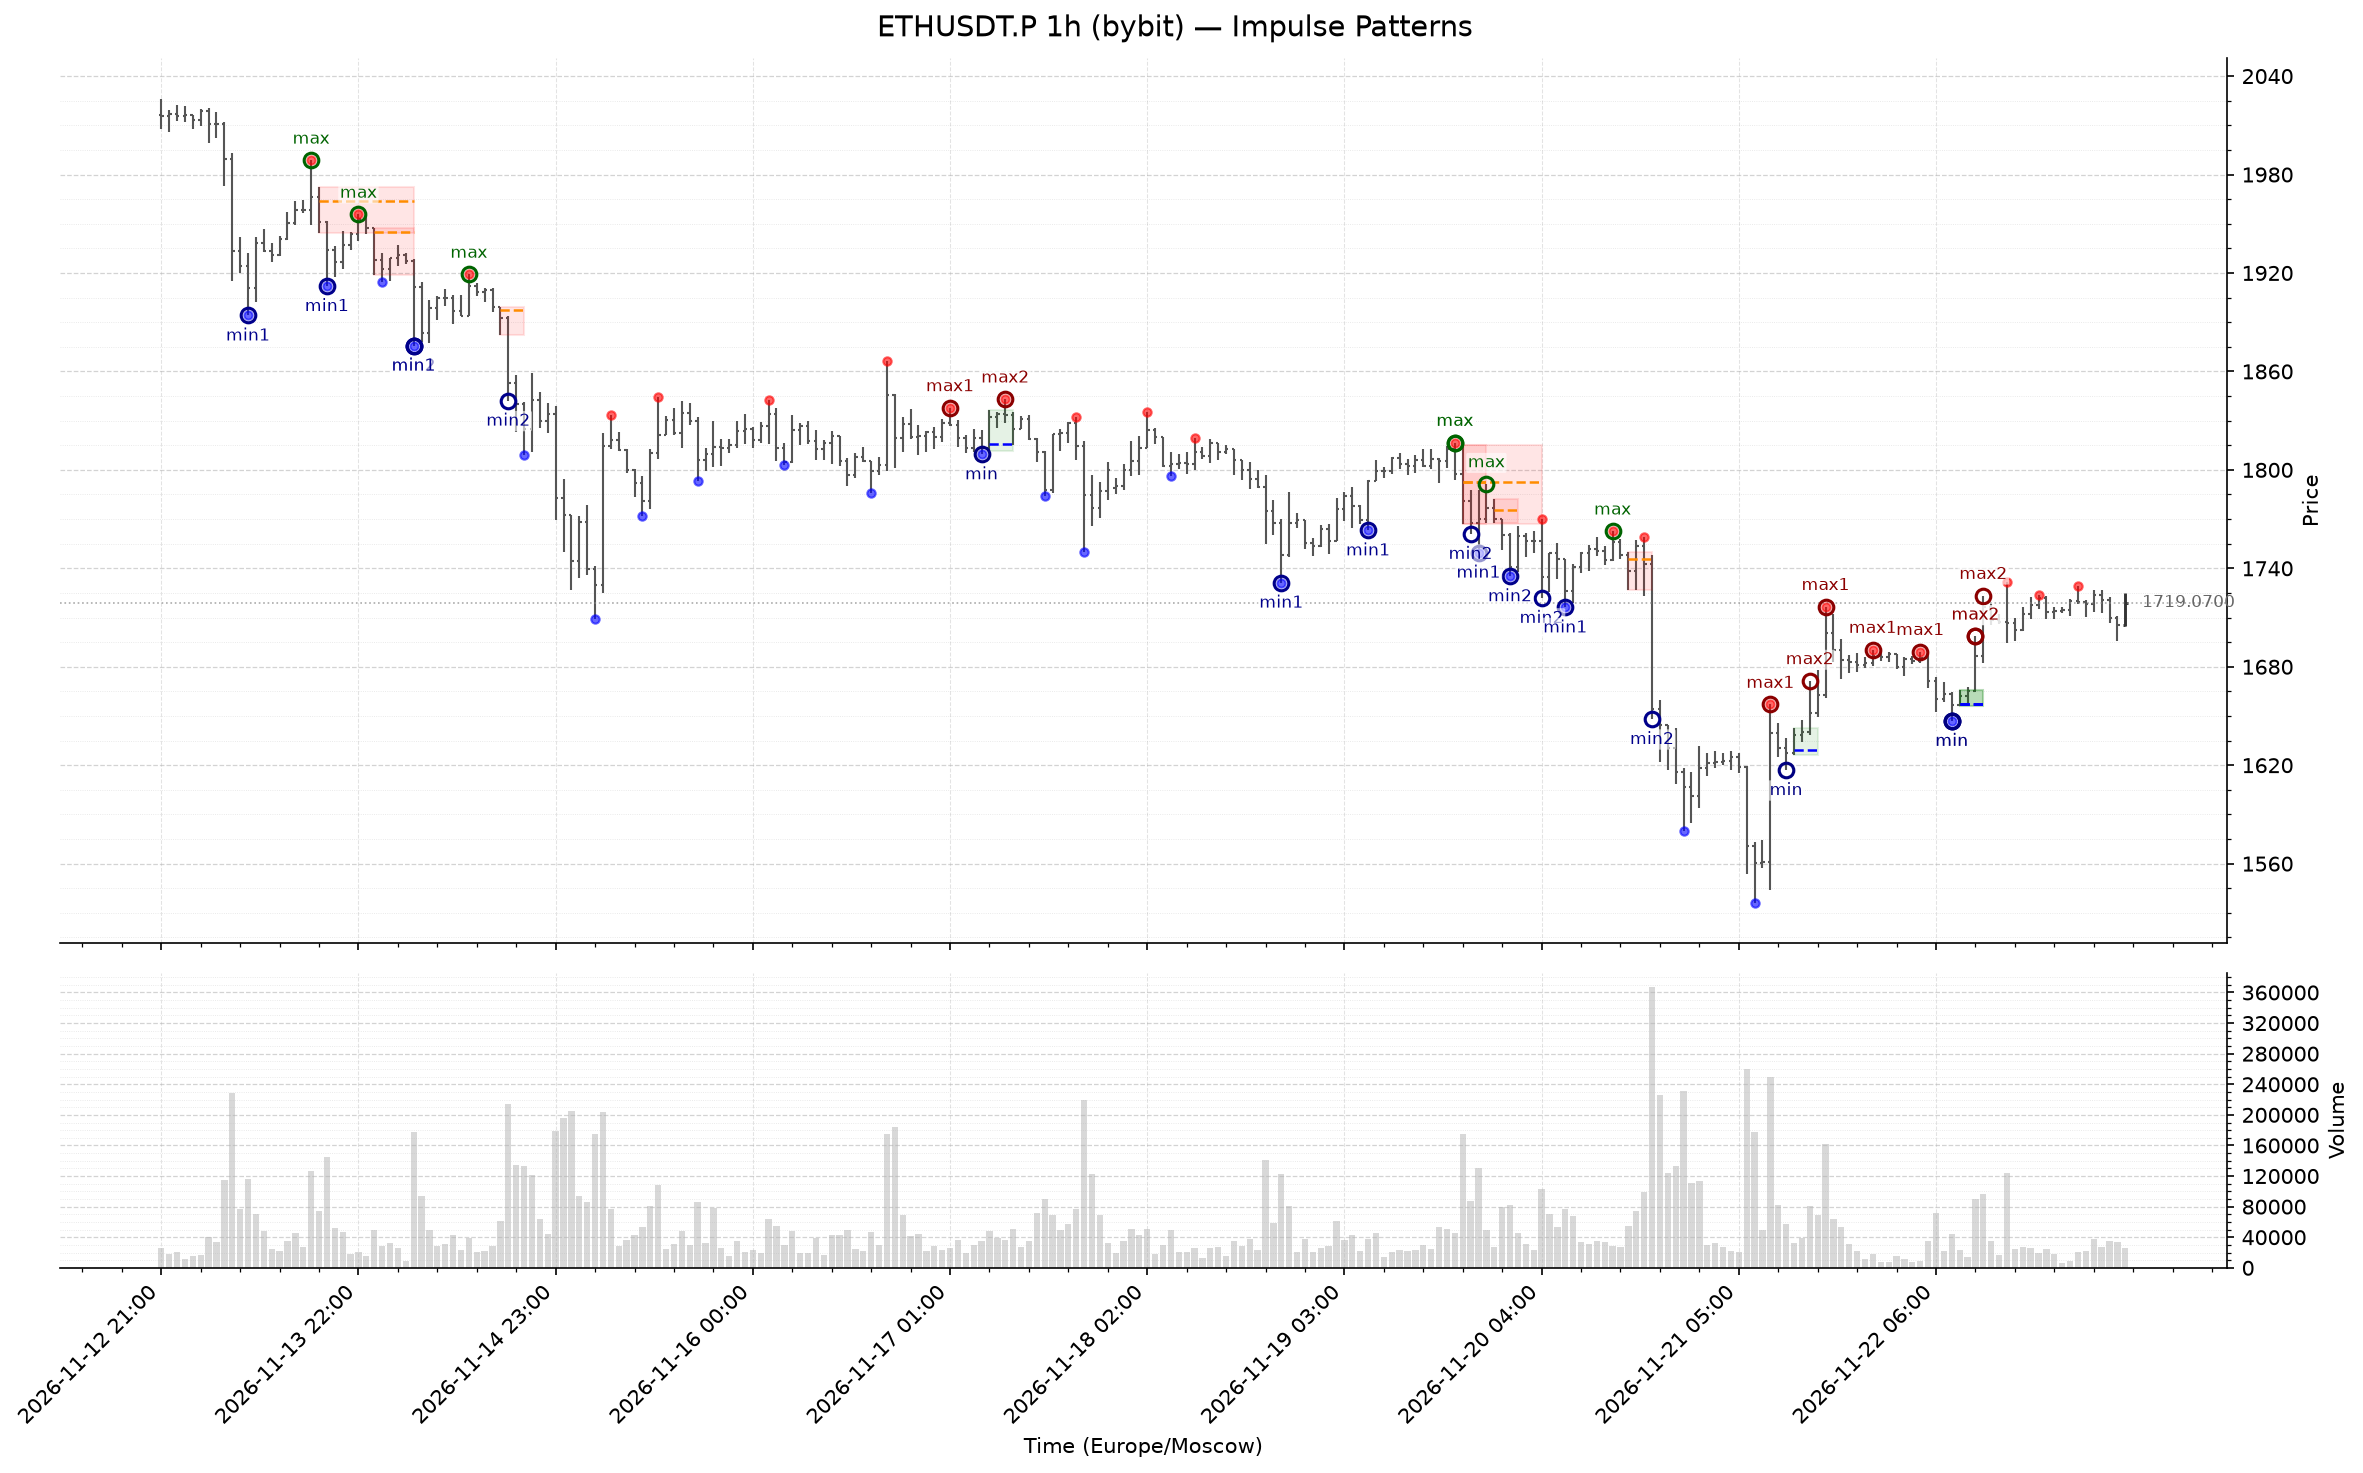 ETHUSDT.P 1h (bybit) — Impulse Patterns
2040
1980
1920
1860
1800
1740
1680
1620
1560
Price
1719.0700
max
max
max
min1
min1
min1
min2
max1
max2
min
min1
max
max
min2
min1
min2
min2
min1
max
min2
max1
max2
max1
min
max1
max1
max2
max2
min
360000
320000
280000
240000
200000
160000
120000
80000
40000
0
Volume
2026-11-12 21:00
2026-11-13 22:00
2026-11-14 23:00
2026-11-16 00:00
2026-11-17 01:00
2026-11-18 02:00
2026-11-19 03:00
2026-11-20 04:00
2026-11-21 05:00
2026-11-22 06:00
Time (Europe/Moscow)